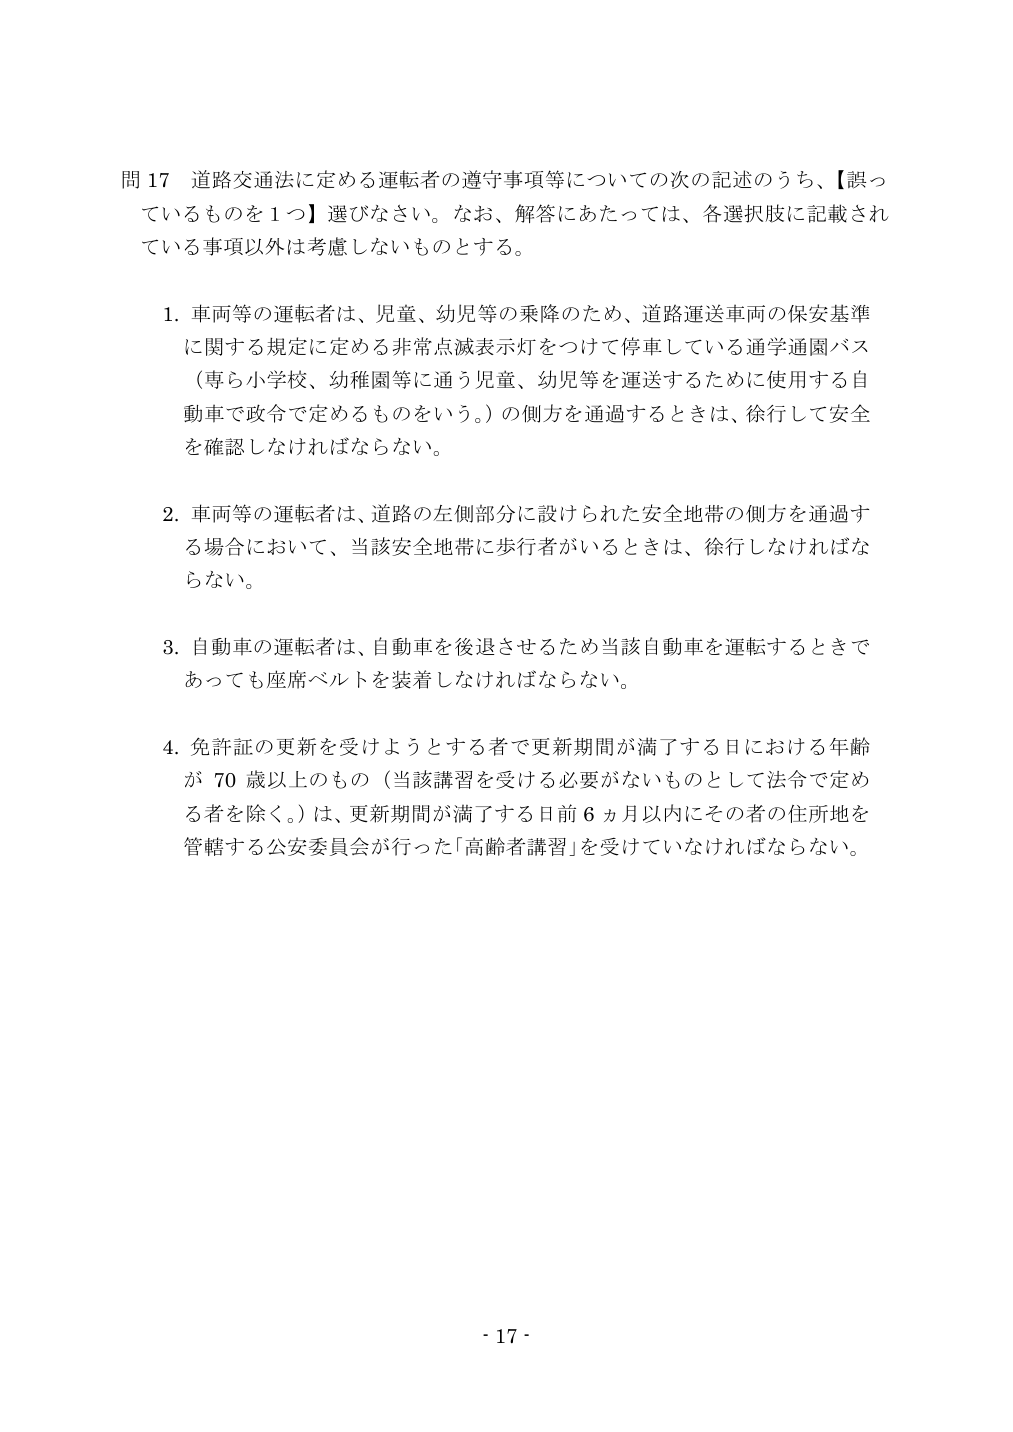 問 17　道路交通法に定める運転者の遵守事項等についての次の記述のうち、【誤っ
ているものを 1 つ】選びなさい。なお、解答にあたっては、各選択肢に記載され
ている事項以外は考慮しないものとする。
1. 車両等の運転者は、児童、幼児等の乗降のため、道路運送車両の保安基準
に関する規定に定める非常点滅表示灯をつけて停車している通学通園バス
（専ら小学校、幼稚園等に通う児童、幼児等を運送するために使用する自
動車で政令で定めるものをいう。）の側方を通過するときは、徐行して安全
を確認しなければならない。
2. 車両等の運転者は、道路の左側部分に設けられた安全地帯の側方を通過す
る場合において、当該安全地帯に歩行者がいるときは、徐行しなければな
らない。
3. 自動車の運転者は、自動車を後退させるため当該自動車を運転するときで
あっても座席ベルトを装着しなければならない。
4. 免許証の更新を受けようとする者で更新期間が満了する日における年齢
が 70 歳以上のもの（当該講習を受ける必要がないものとして法令で定め
る者を除く。）は、更新期間が満了する日前 6 ヵ月以内にその者の住所地を
管轄する公安委員会が行った「高齢者講習」を受けていなければならない。
- 17 -